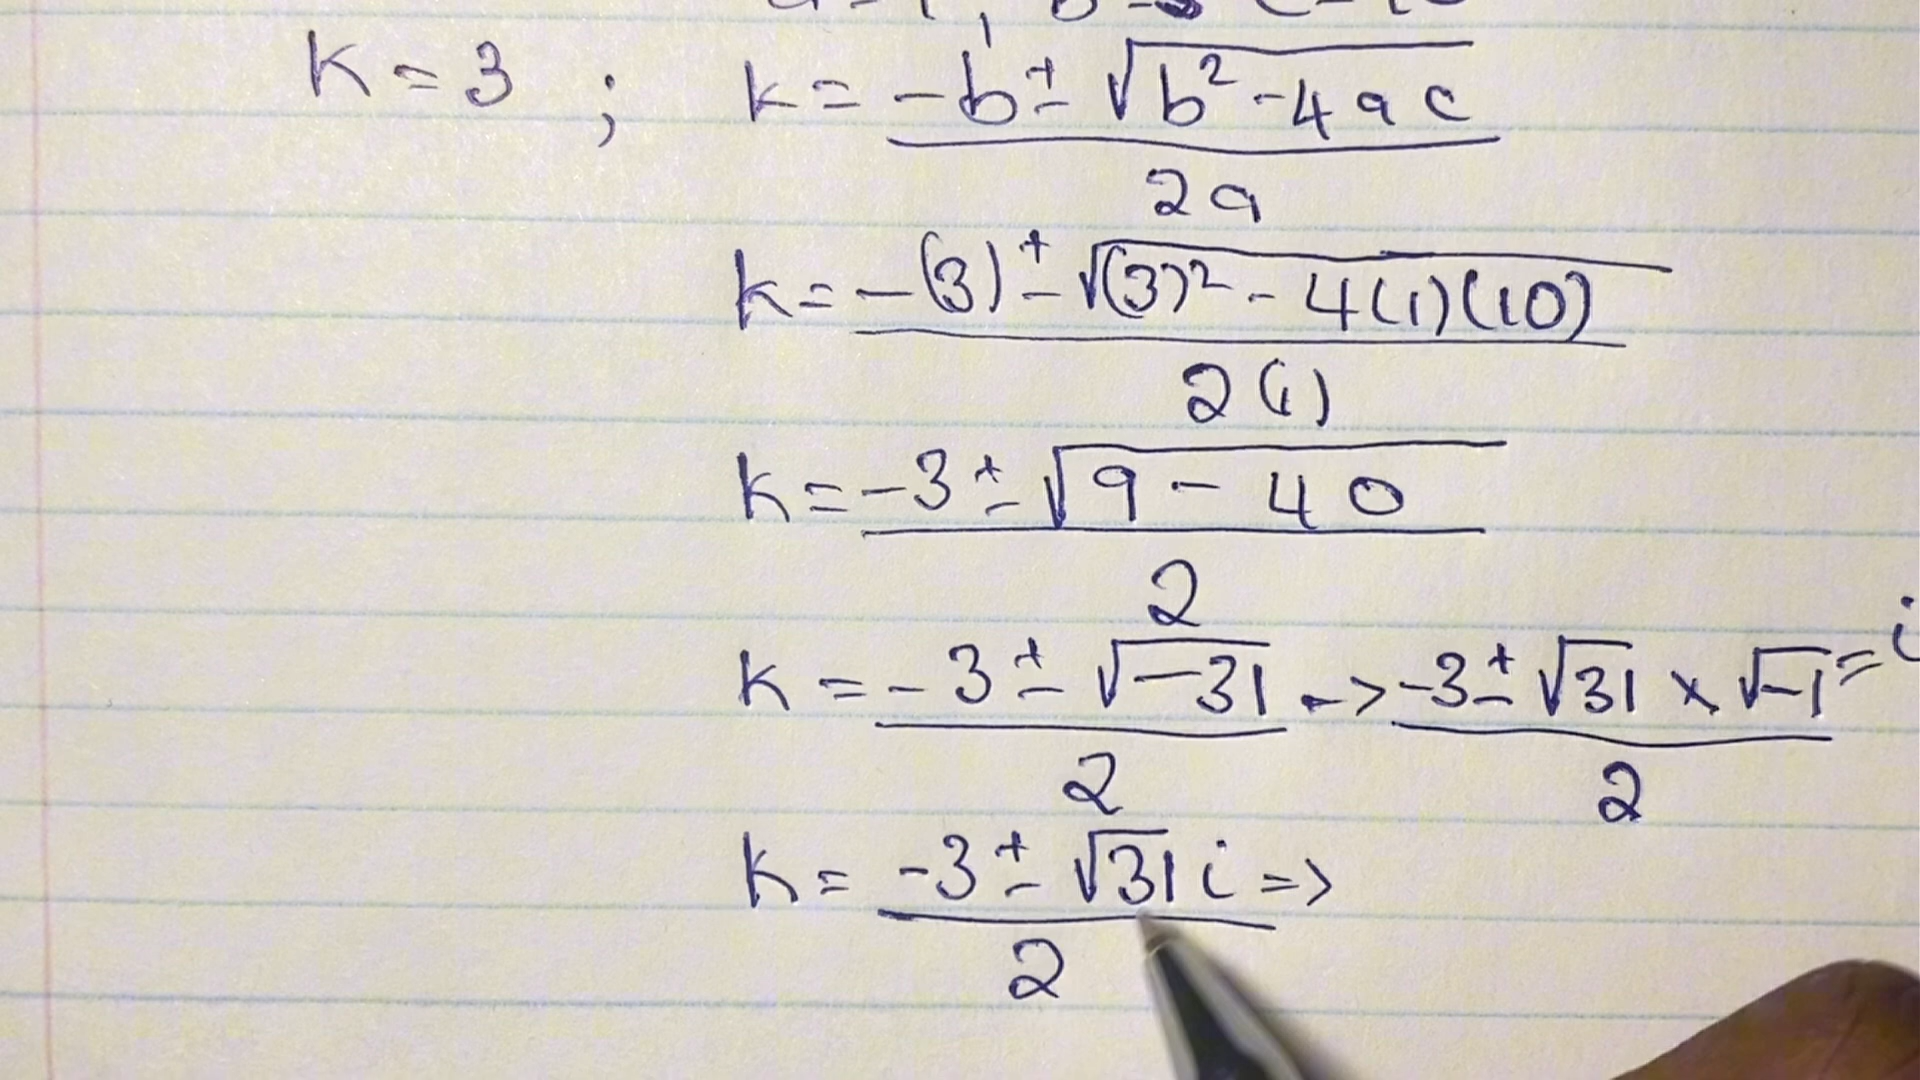 K = 3 ; K = -b ± √b² - 4ac
2a
K = -(3) ± √(3)² - 4(1)(10)
2(1)
K = -3 ± √9 - 40
2
K = -3 ± √-31 -> -3 ± √31 x √-1 = i
2 2
K = -3 ± √31 i =>
2